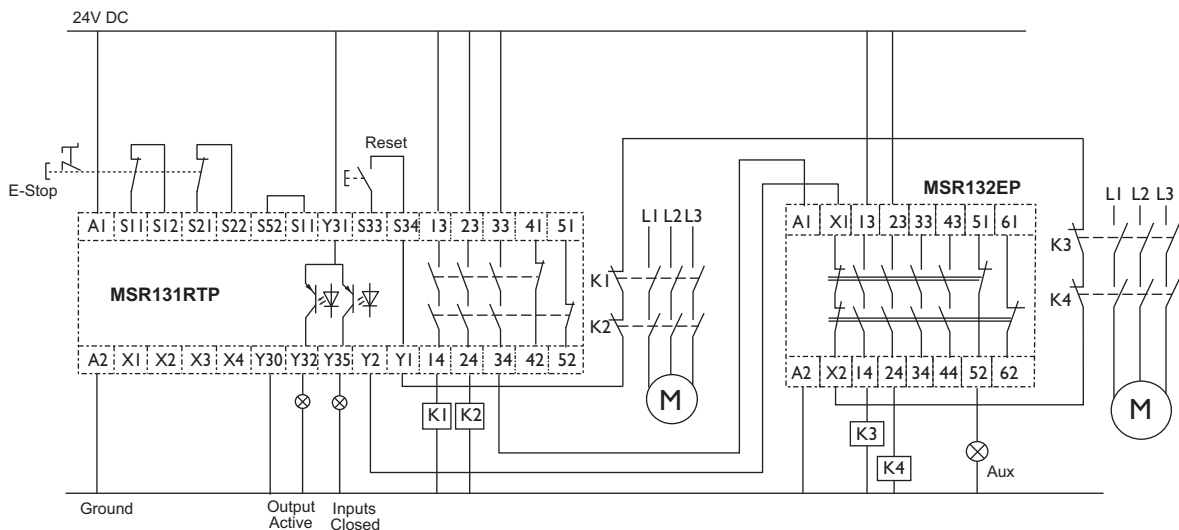 24V DC
Reset
E-Stop
MSR132EP
A1 S11 S12 S21 S22 S52 S11 Y31 S33 S34 13 23 33 41 51
L1 L2 L3
A1 X1 13 23 33 43 51 61
L1 L2 L3
MSR131RTP
K1
K2
K3
K4
A2 X1 X2 X3 X4 Y30 Y32 Y35 Y2 Y1 14 24 34 42 52
A2 X2 14 24 34 44 52 62
M
M
K1
K2
K3
K4
Aux
Ground
Output
Active
Inputs
Closed